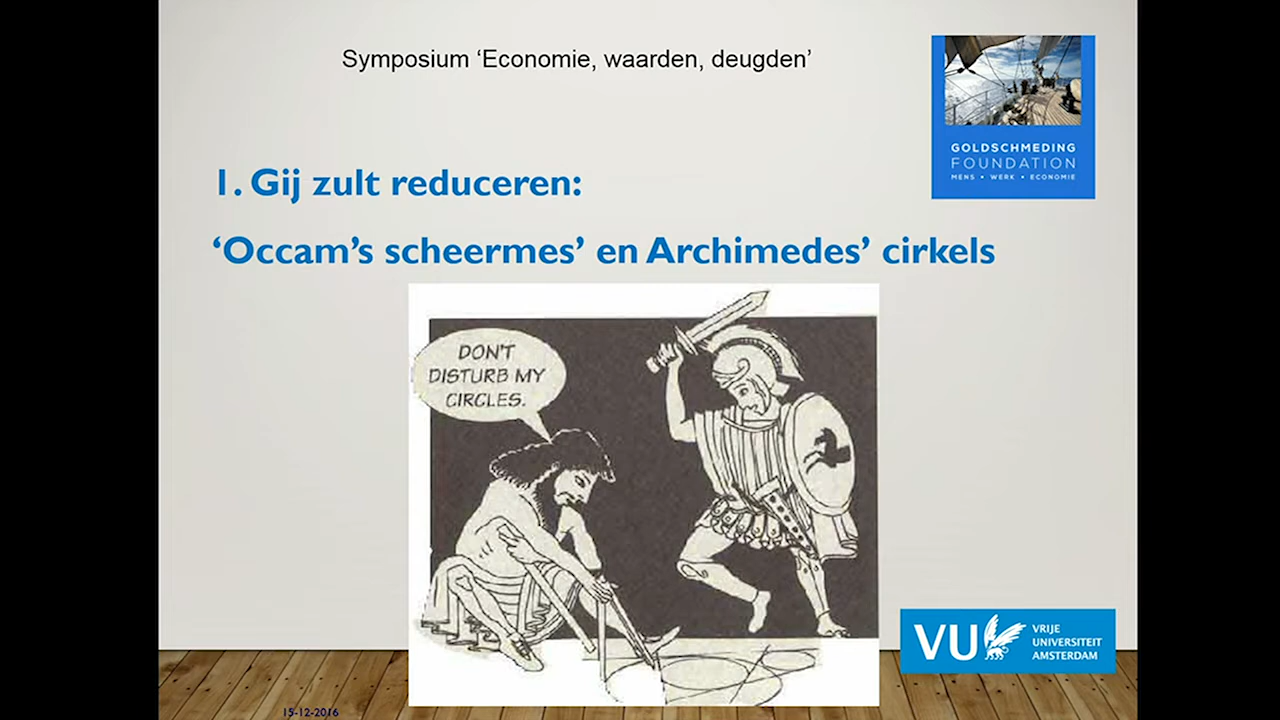 Symposium ‘Economie, waarden, deugden’
GOLDSCHMEDING
FOUNDATION
MENS • WERK • ECONOMIE
1. Gij zult reduceren:
‘Occam’s scheermes’ en Archimedes’ cirkels
DON'T
DISTURB MY
CIRCLES.
VU
VRIJE
UNIVERSITEIT
AMSTERDAM
15-12-2016